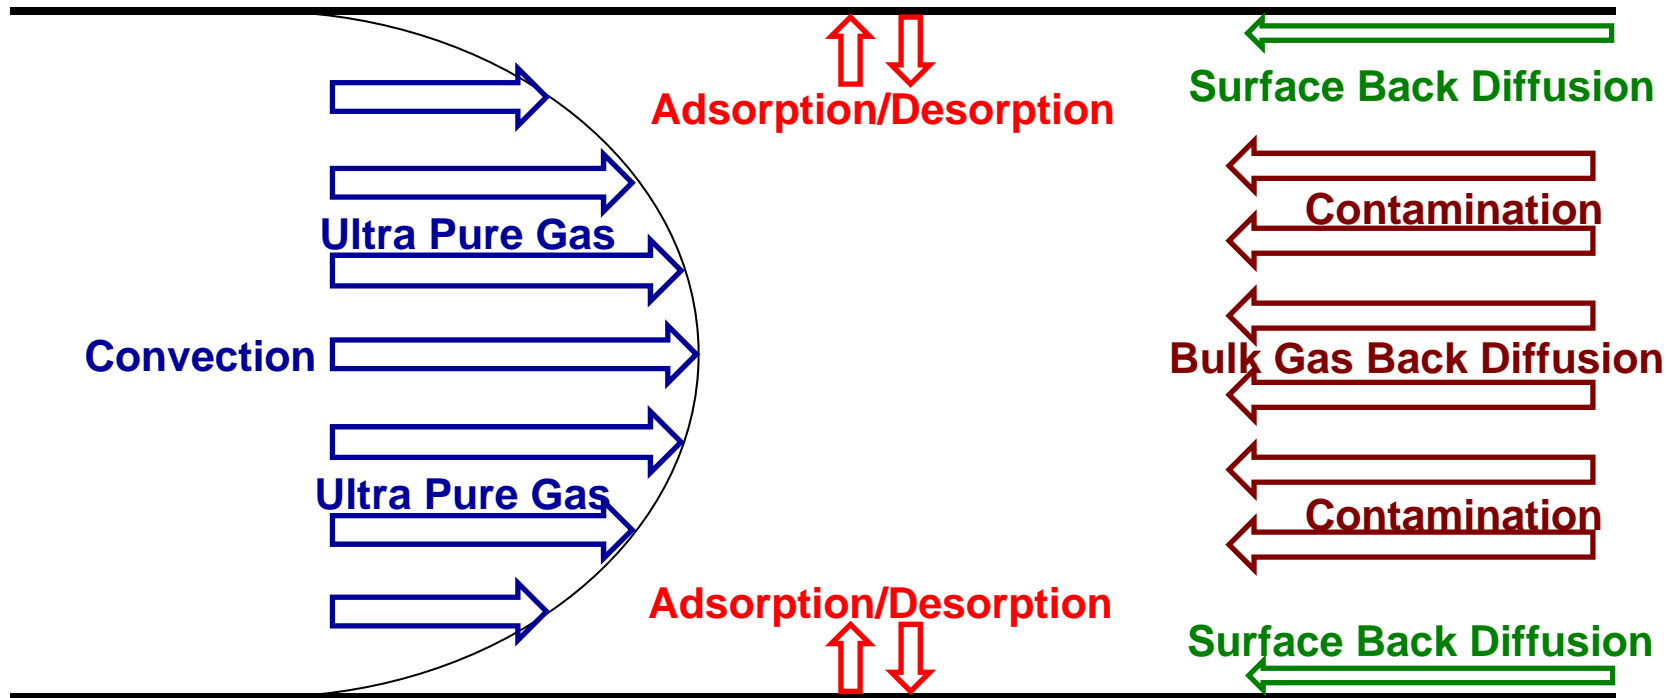 Surface Back Diffusion
Adsorption/Desorption
Contamination
Ultra Pure Gas
Convection
Bulk Gas Back Diffusion
Ultra Pure Gas
Contamination
Adsorption/Desorption
Surface Back Diffusion